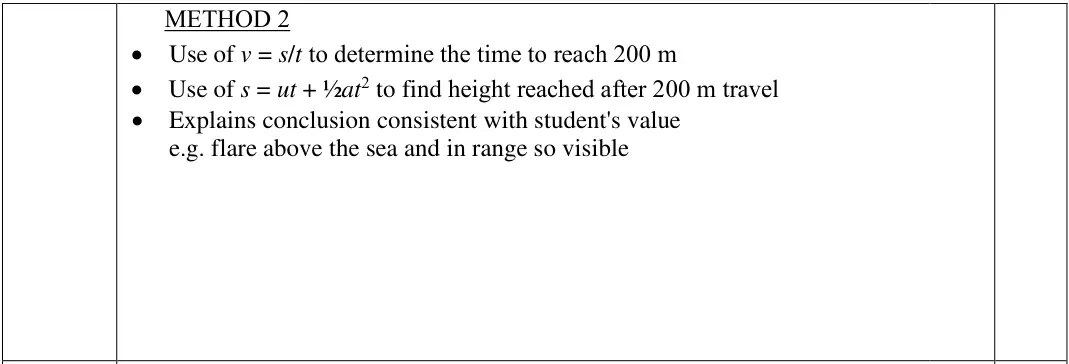 METHOD 2
• Use of v = s/t to determine the time to reach 200 m
• Use of s = ut + ½at² to find height reached after 200 m travel
• Explains conclusion consistent with student's value
e.g. flare above the sea and in range so visible